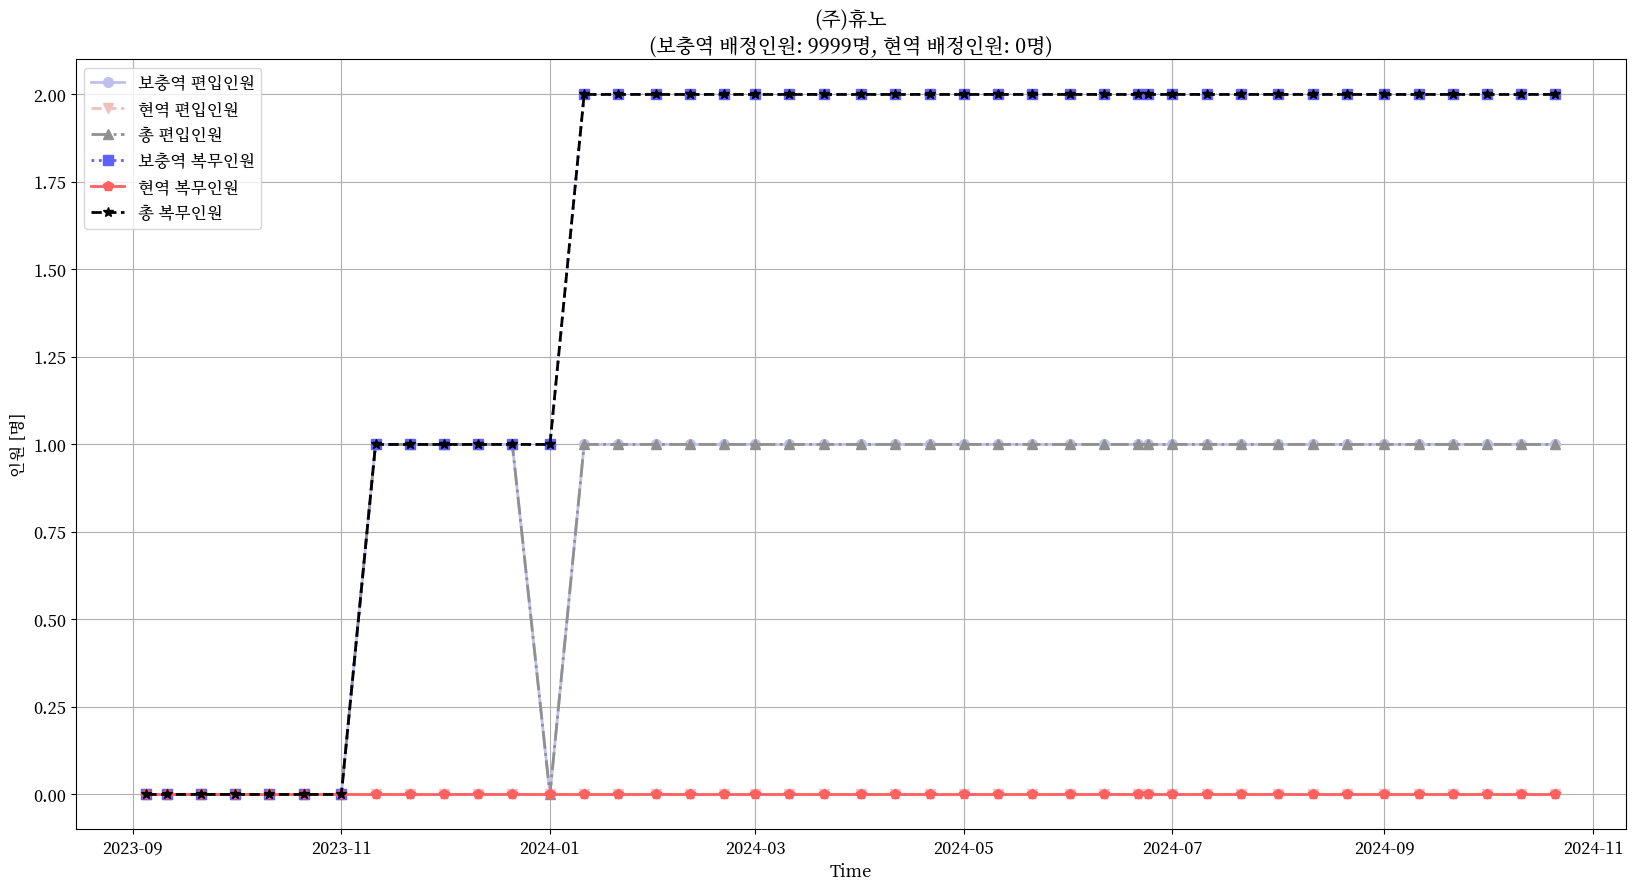 (주)휴노
(보충역 배정인원: 9999명, 현역 배정인원: 0명)
보충역 편입인원
현역 편입인원
총 편입인원
보충역 복무인원
현역 복무인원
총 복무인원
2.00
1.75
1.50
1.25
1.00
0.75
0.50
0.25
0.00
인원 [명]
2023-09
2023-11
2024-01
2024-03
2024-05
2024-07
2024-09
2024-11
Time